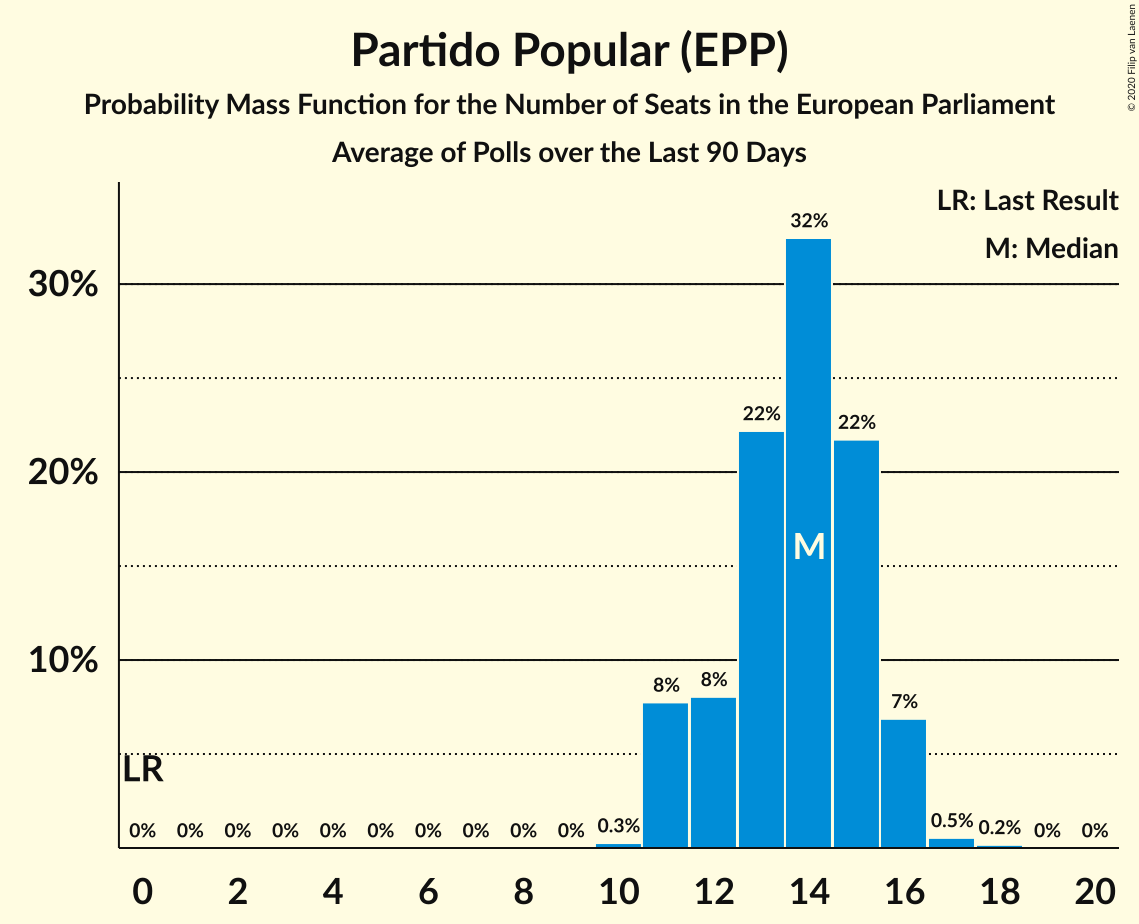 Partido Popular (EPP)
Probability Mass Function for the Number of Seats in the European Parliament
Average of Polls over the Last 90 Days
© 2020 Filip van Laenen
LR: Last Result
M: Median
32%
30%
22% 22%
20%
M
10%
8% 8% 7%
LR
0% 0% 0% 0% 0% 0% 0% 0% 0% 0% 0.3% 0.5% 0.2% 0% 0%
0 2 4 6 8 10 12 14 16 18 20